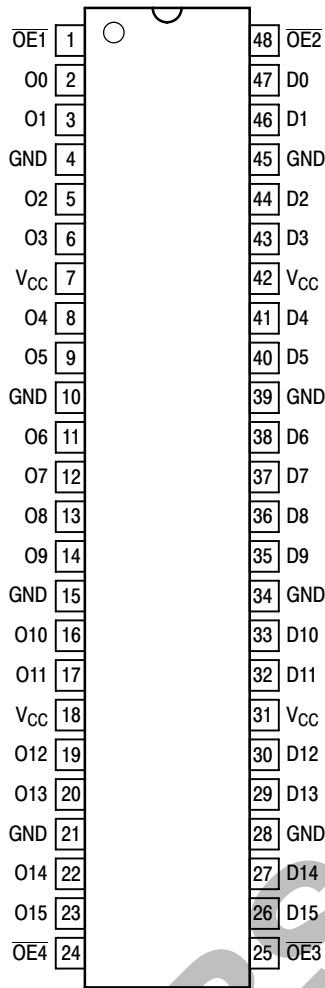 O̅E̅1̅ 1 48 O̅E̅2̅
O0 2 47 D0
O1 3 46 D1
GND 4 45 GND
O2 5 44 D2
O3 6 43 D3
VCC 7 42 VCC
O4 8 41 D4
O5 9 40 D5
GND 10 39 GND
O6 11 38 D6
O7 12 37 D7
O8 13 36 D8
O9 14 35 D9
GND 15 34 GND
O10 16 33 D10
O11 17 32 D11
VCC 18 31 VCC
O12 19 30 D12
O13 20 29 D13
GND 21 28 GND
O14 22 27 D14
O15 23 26 D15
O̅E̅4̅ 24 25 O̅E̅3̅